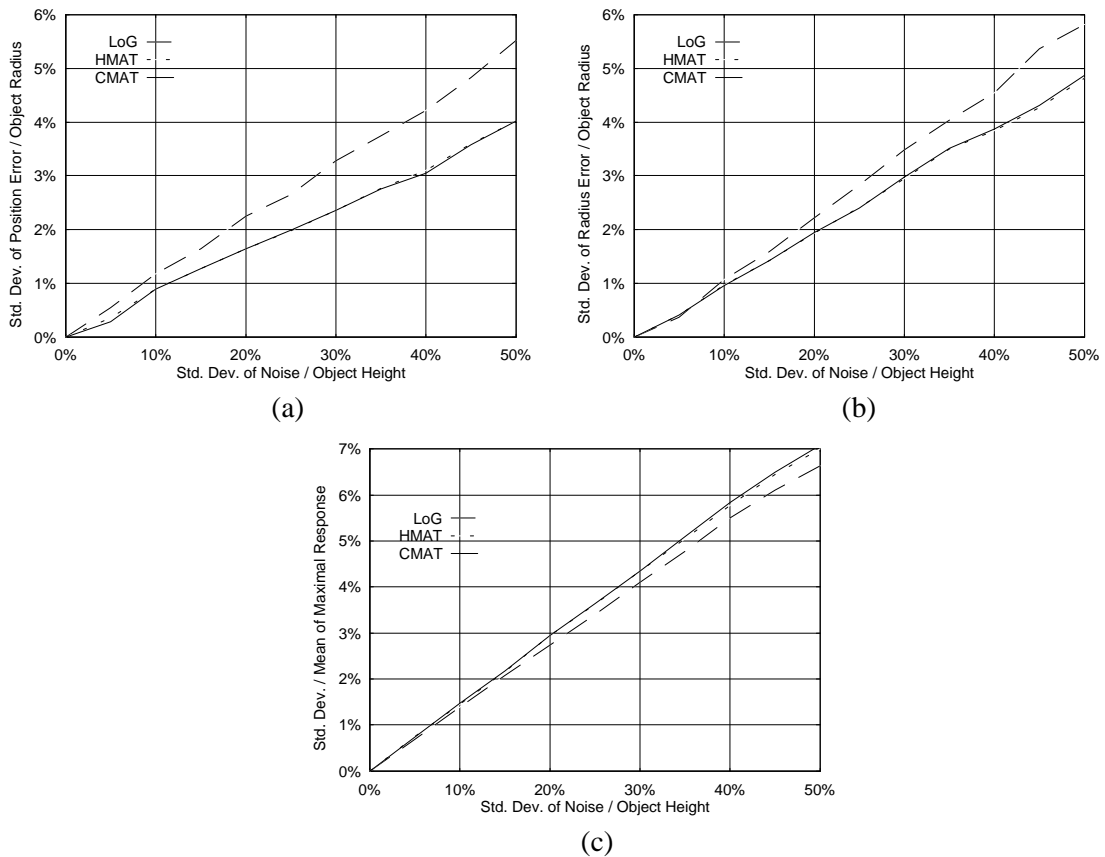 6%
5%
4%
3%
2%
1%
0%
Std. Dev. of Position Error / Object Radius
LoG
HMAT
CMAT
0% 10% 20% 30% 40% 50%
Std. Dev. of Noise / Object Height
(a)
6%
5%
4%
3%
2%
1%
0%
Std. Dev. of Radius Error / Object Radius
LoG
HMAT
CMAT
0% 10% 20% 30% 40% 50%
Std. Dev. of Noise / Object Height
(b)
7%
6%
5%
4%
3%
2%
1%
0%
Std. Dev. / Mean of Maximal Response
LoG
HMAT
CMAT
0% 10% 20% 30% 40% 50%
Std. Dev. of Noise / Object Height
(c)